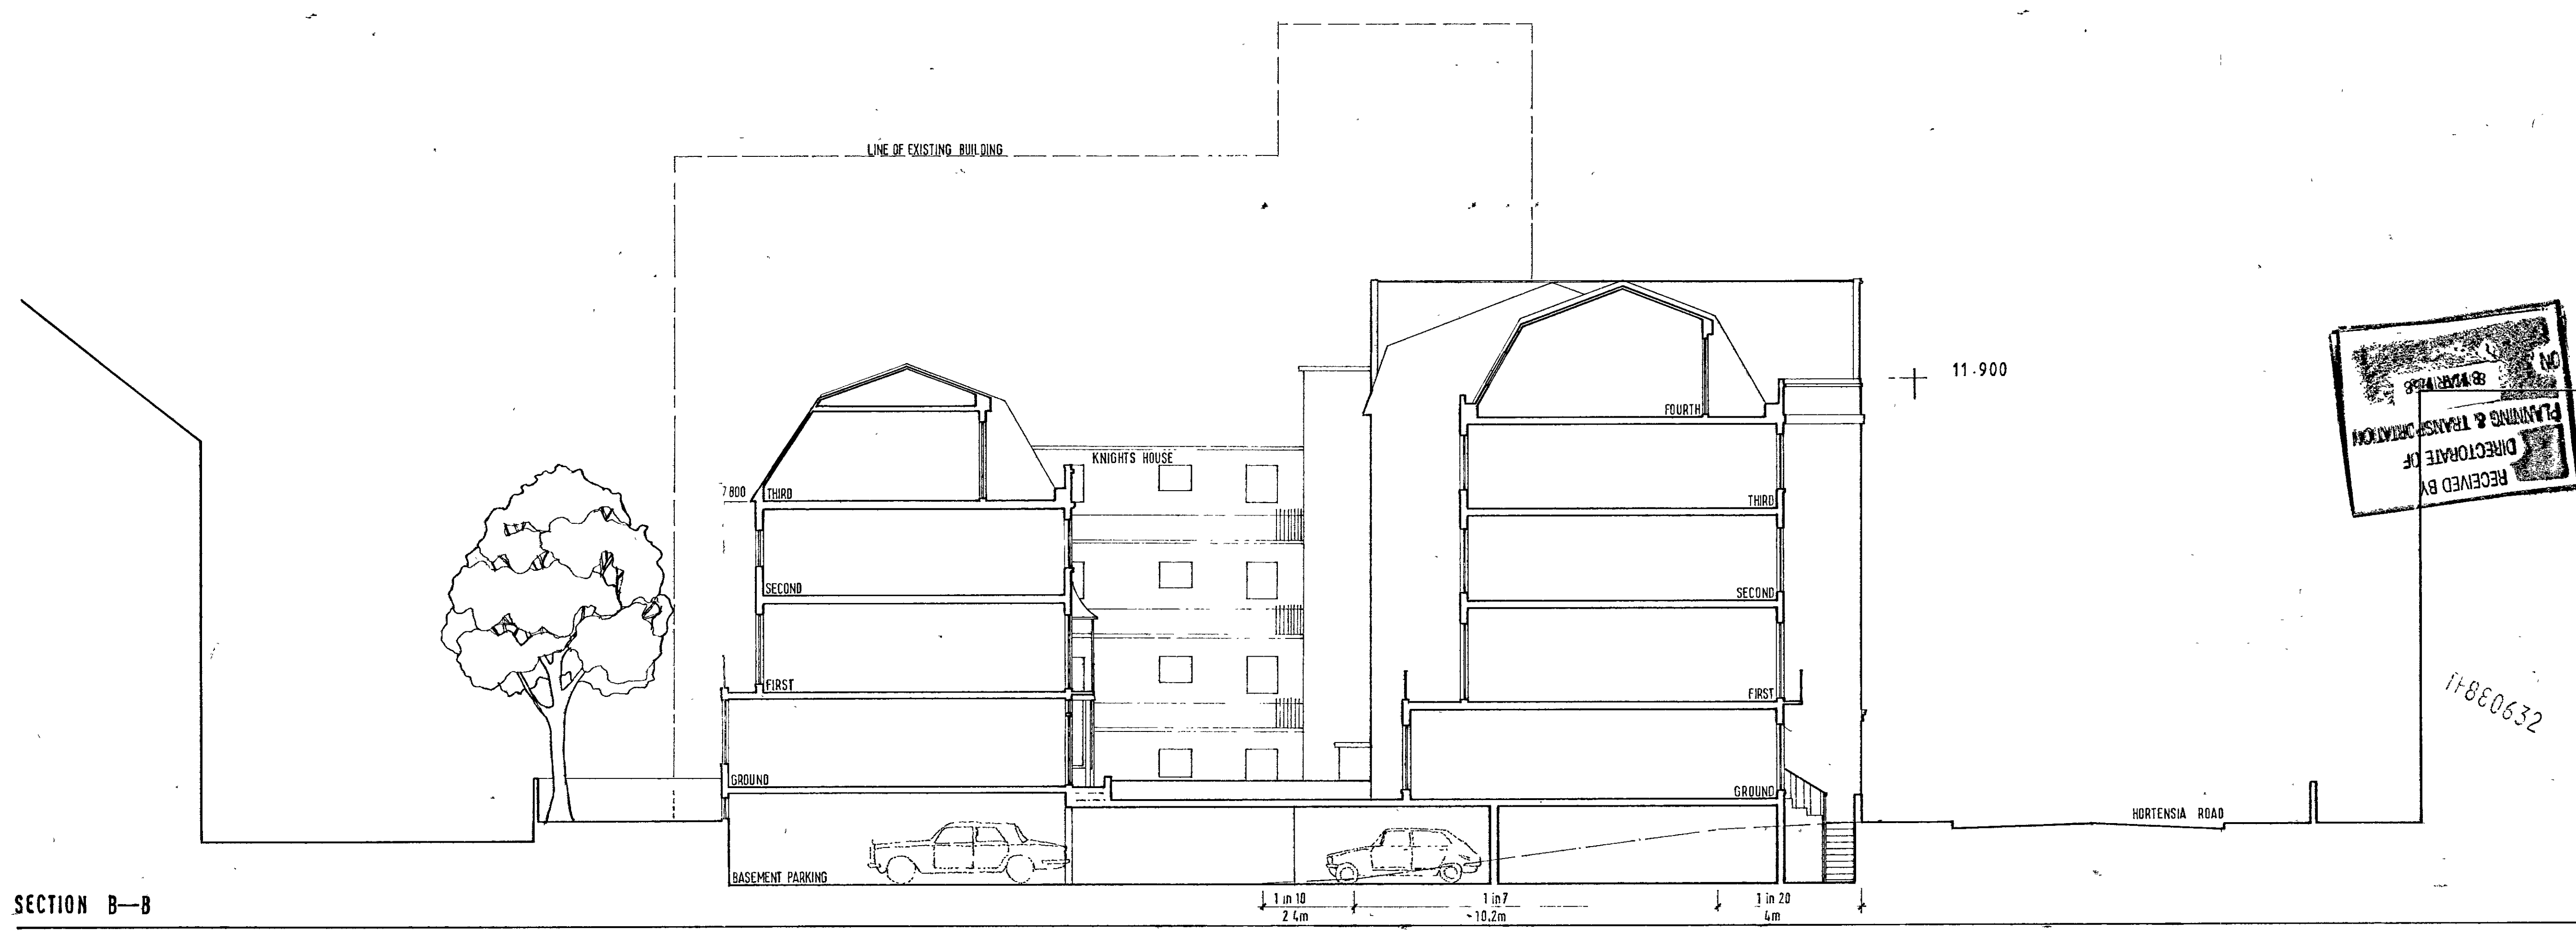 LINE OF EXISTING BUILDING
11.900
KNIGHTS HOUSE
7 800
THIRD
SECOND
FIRST
GROUND
BASEMENT PARKING
FOURTH
THIRD
SECOND
FIRST
GROUND
HORTENSIA ROAD
RECEIVED BY
DIRECTORATE OF
PLANNING & TRANSPORTATION
ON
SECTION B—B
1 in 10
2 4m
1 in 7
10.2m
1 in 20
4m